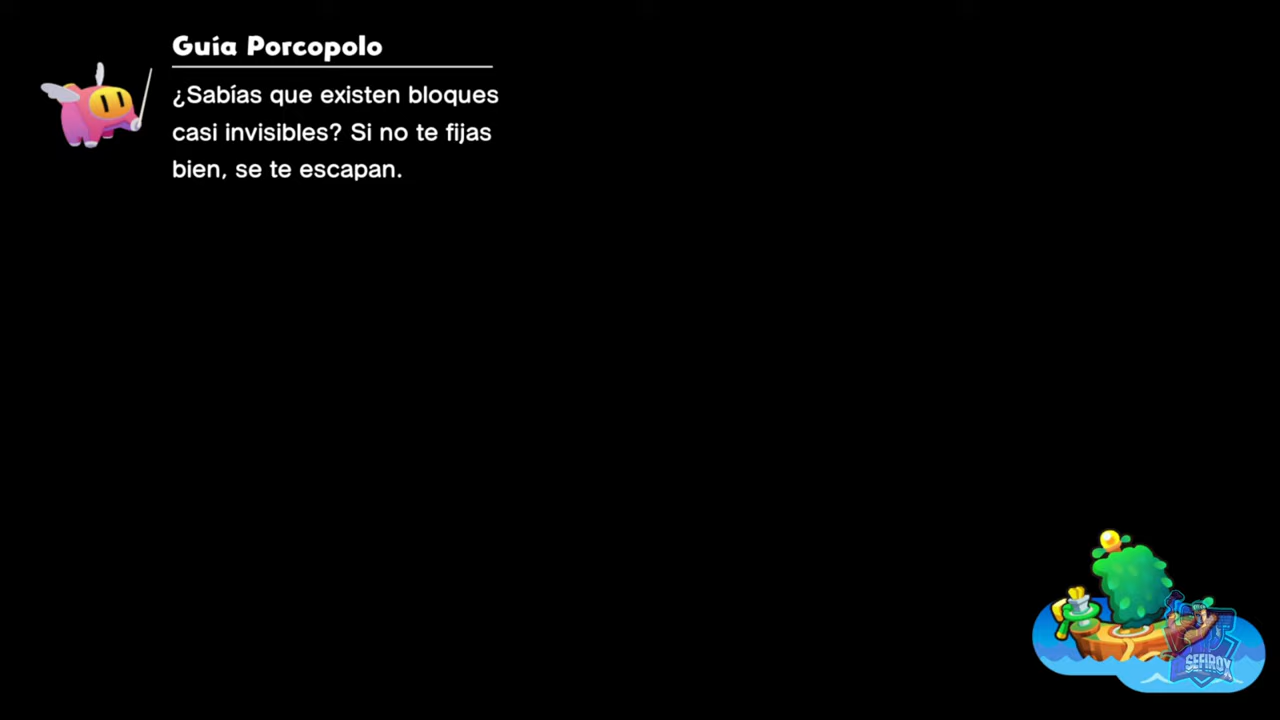 Guía Porcopolo
¿Sabías que existen bloques
casi invisibles? Si no te fijas
bien, se te escapan.
SEFIROX